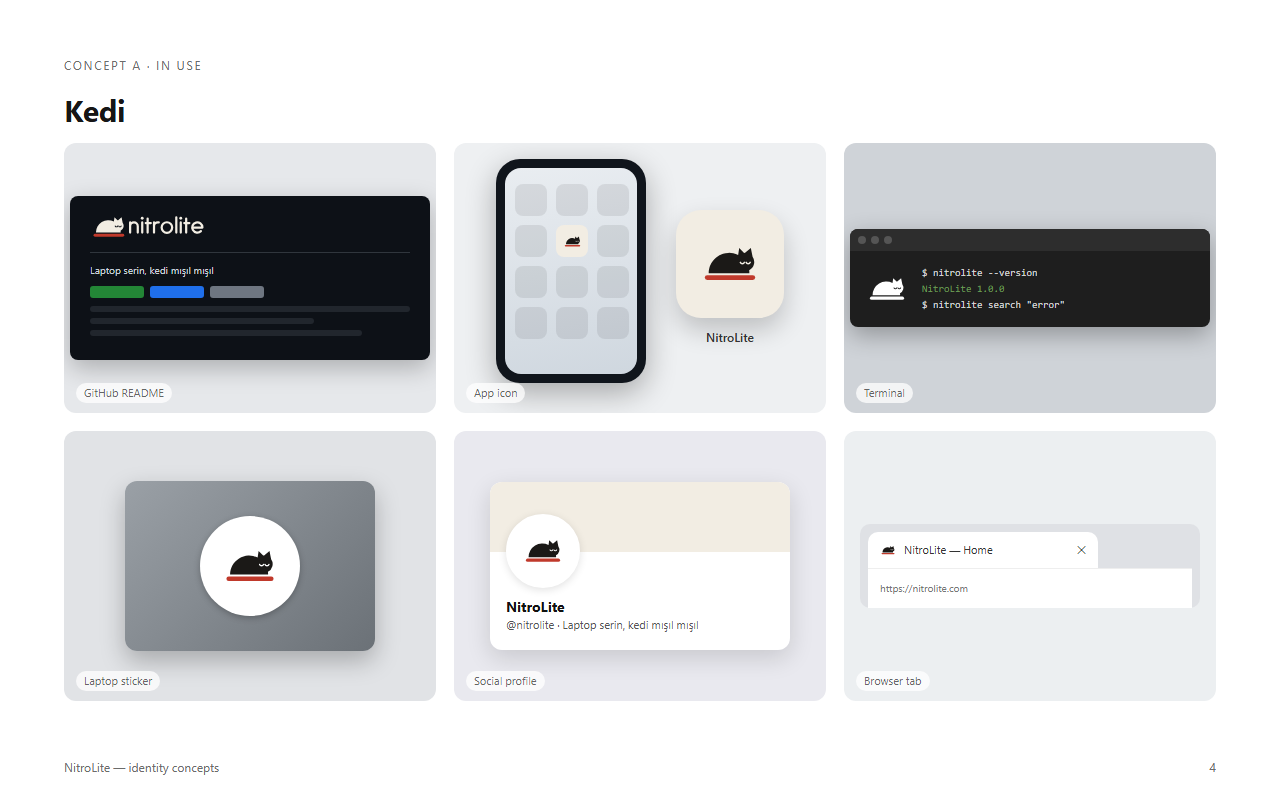 CONCEPT A · IN USE
Kedi
nitrolite
Laptop serin, kedi mışıl mışıl
GitHub README
NitroLite
App icon
$ nitrolite --version
NitroLite 1.0.0
$ nitrolite search "error"
Terminal
Laptop sticker
NitroLite
@nitrolite · Laptop serin, kedi mışıl mışıl
Social profile
NitroLite — Home
https://nitrolite.com
Browser tab
NitroLite — identity concepts
4